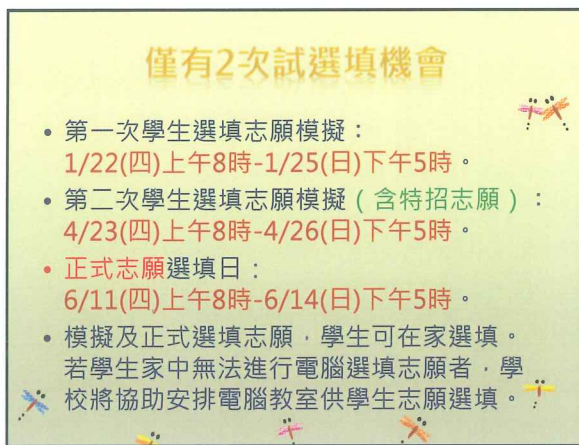 僅有2次試選填機會
• 第一次學生選填志願模擬：
1/22(四)上午8時-1/25(日)下午5時。
• 第二次學生選填志願模擬（含特招志願）：
4/23(四)上午8時-4/26(日)下午5時。
• 正式志願選填日：
6/11(四)上午8時-6/14(日)下午5時。
• 模擬及正式選填志願，學生可在家選填。
若學生家中無法進行電腦選填志願者，學
校將協助安排電腦教室供學生志願選填。